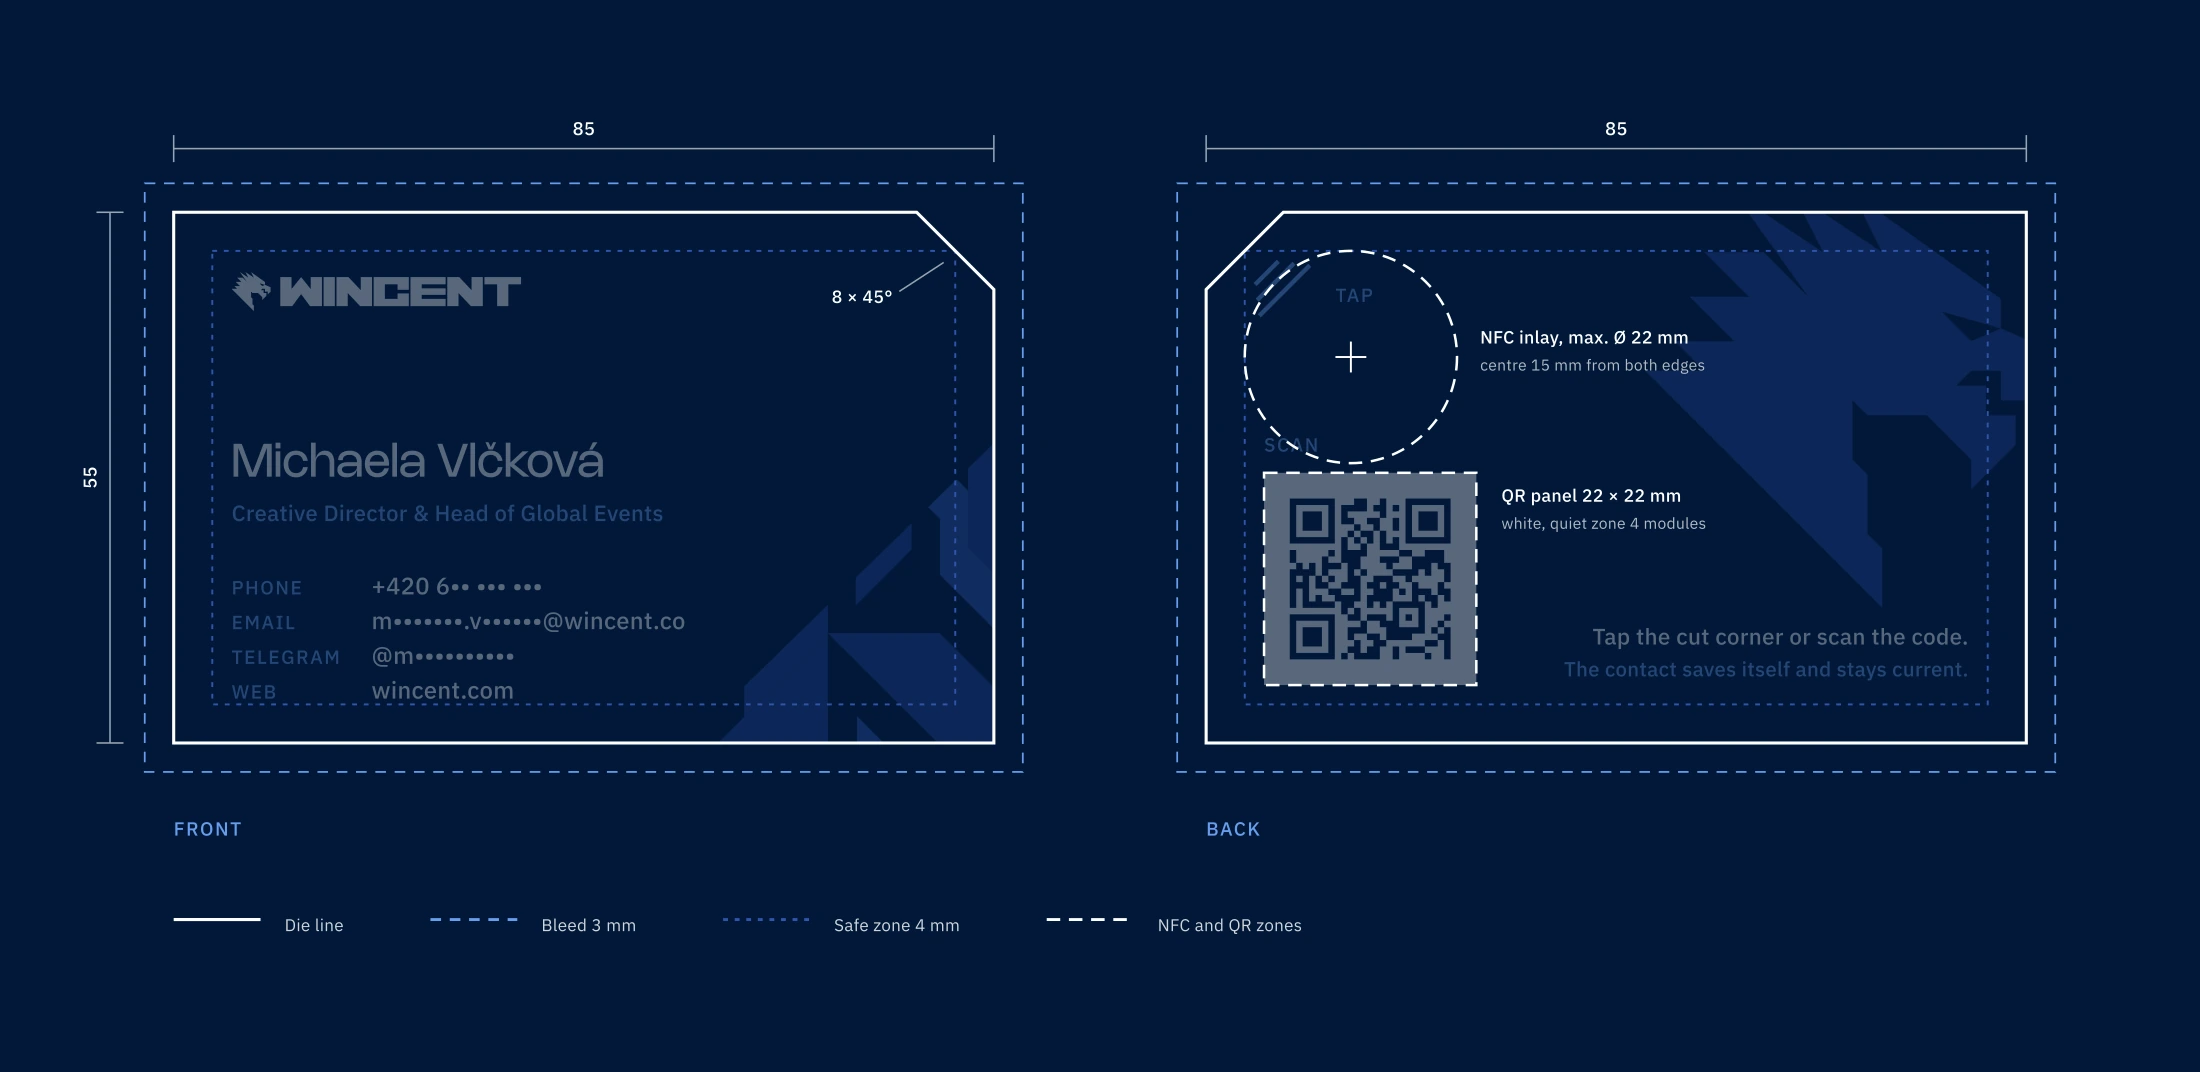 85
55
WINCENT
8 × 45°
Michaela Vlčková
Creative Director & Head of Global Events
PHONE +420 6•• ••• •••
EMAIL m•••••••.v••••••@wincent.co
TELEGRAM @m••••••••••
WEB wincent.com
FRONT
85
TAP
NFC inlay, max. Ø 22 mm
centre 15 mm from both edges
SCAN
QR panel 22 × 22 mm
white, quiet zone 4 modules
Tap the cut corner or scan the code.
The contact saves itself and stays current.
BACK
Die line
Bleed 3 mm
Safe zone 4 mm
NFC and QR zones